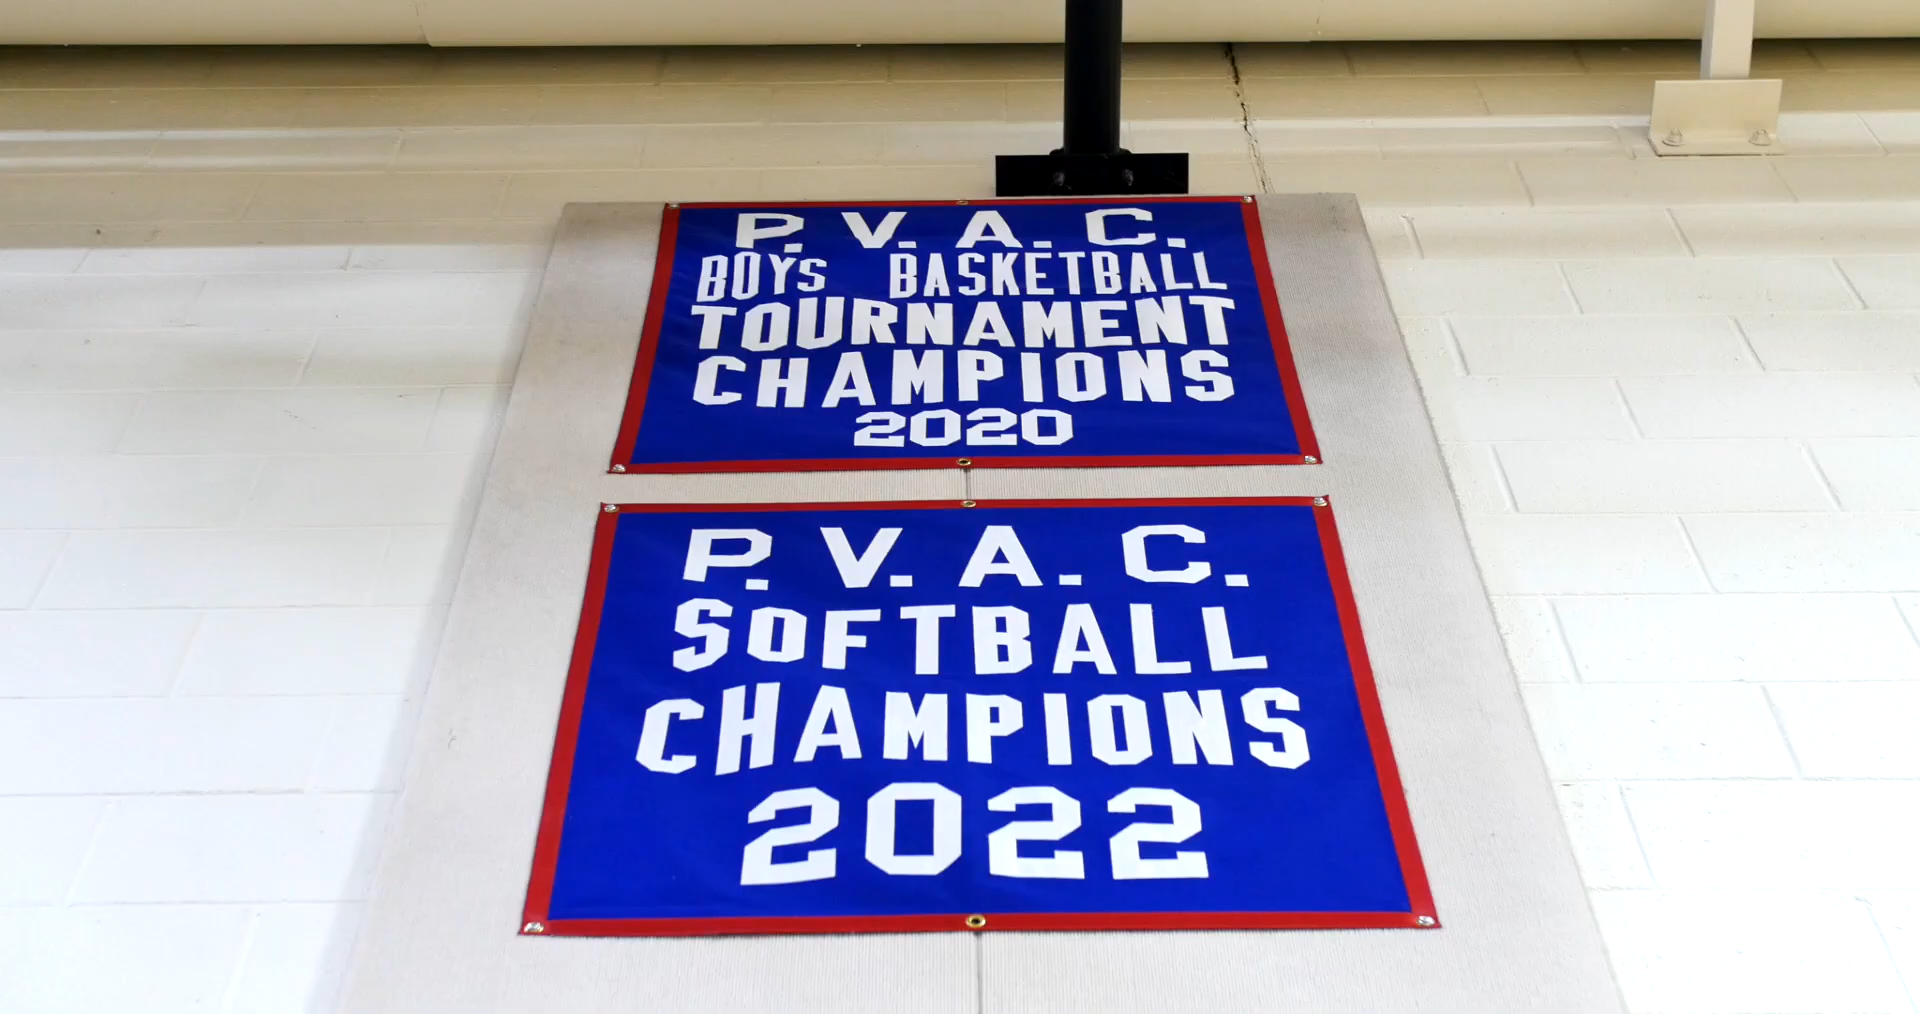 P. V. A. C.
BOYS BASKETBALL
TOURNAMENT
CHAMPIONS
2020
P. V. A. C.
SOFTBALL
CHAMPIONS
2022